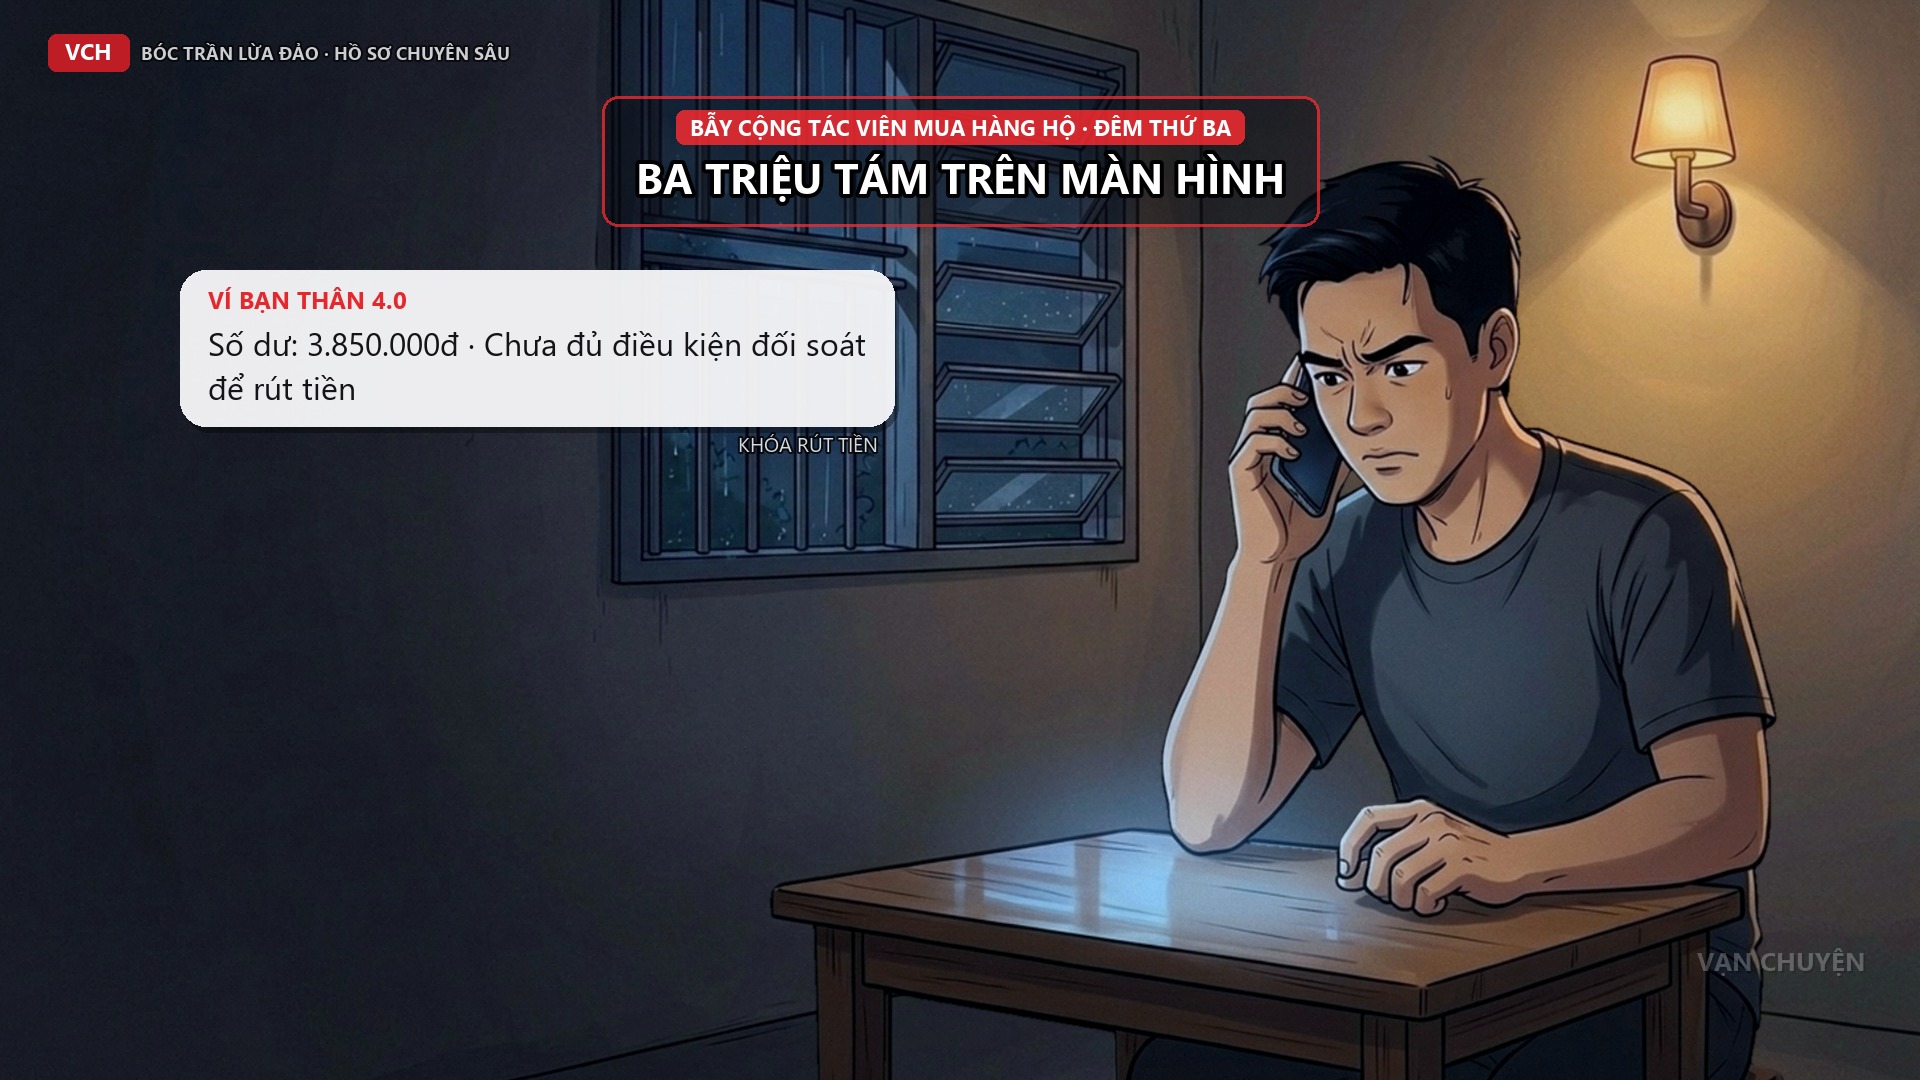 VCH BÓC TRẦN LỪA ĐẢO · HỒ SƠ CHUYÊN SÂU
BẪY CỘNG TÁC VIÊN MUA HÀNG HỘ · ĐÊM THỨ BA
BA TRIỆU TÁM TRÊN MÀN HÌNH
VÍ BẠN THÂN 4.0
Số dư: 3.850.000đ · Chưa đủ điều kiện đối soát
để rút tiền
KHÓA RÚT TIỀN
VẠN CHUYỆN